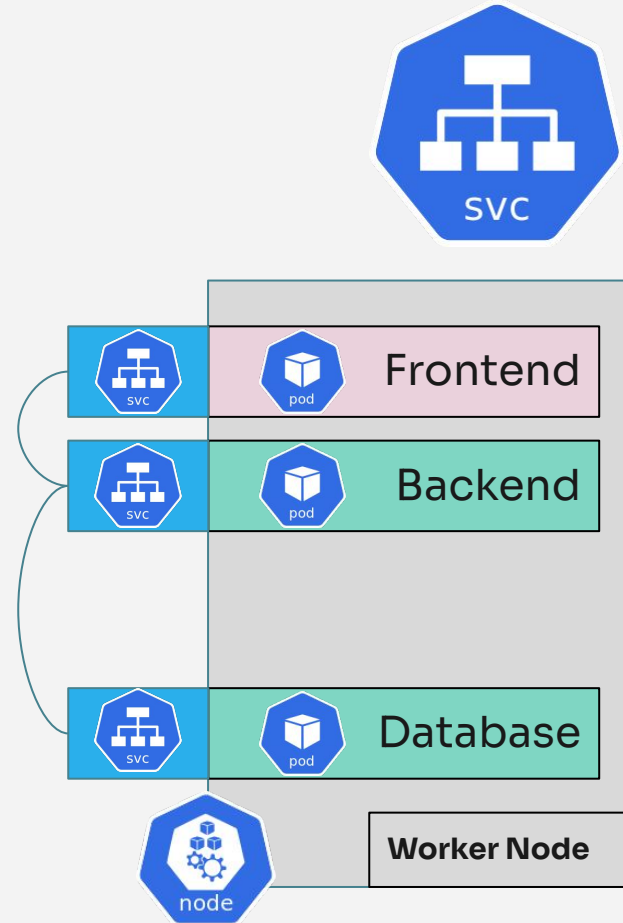 svc
svc
pod
Frontend
svc
pod
Backend
svc
pod
Database
node
Worker Node